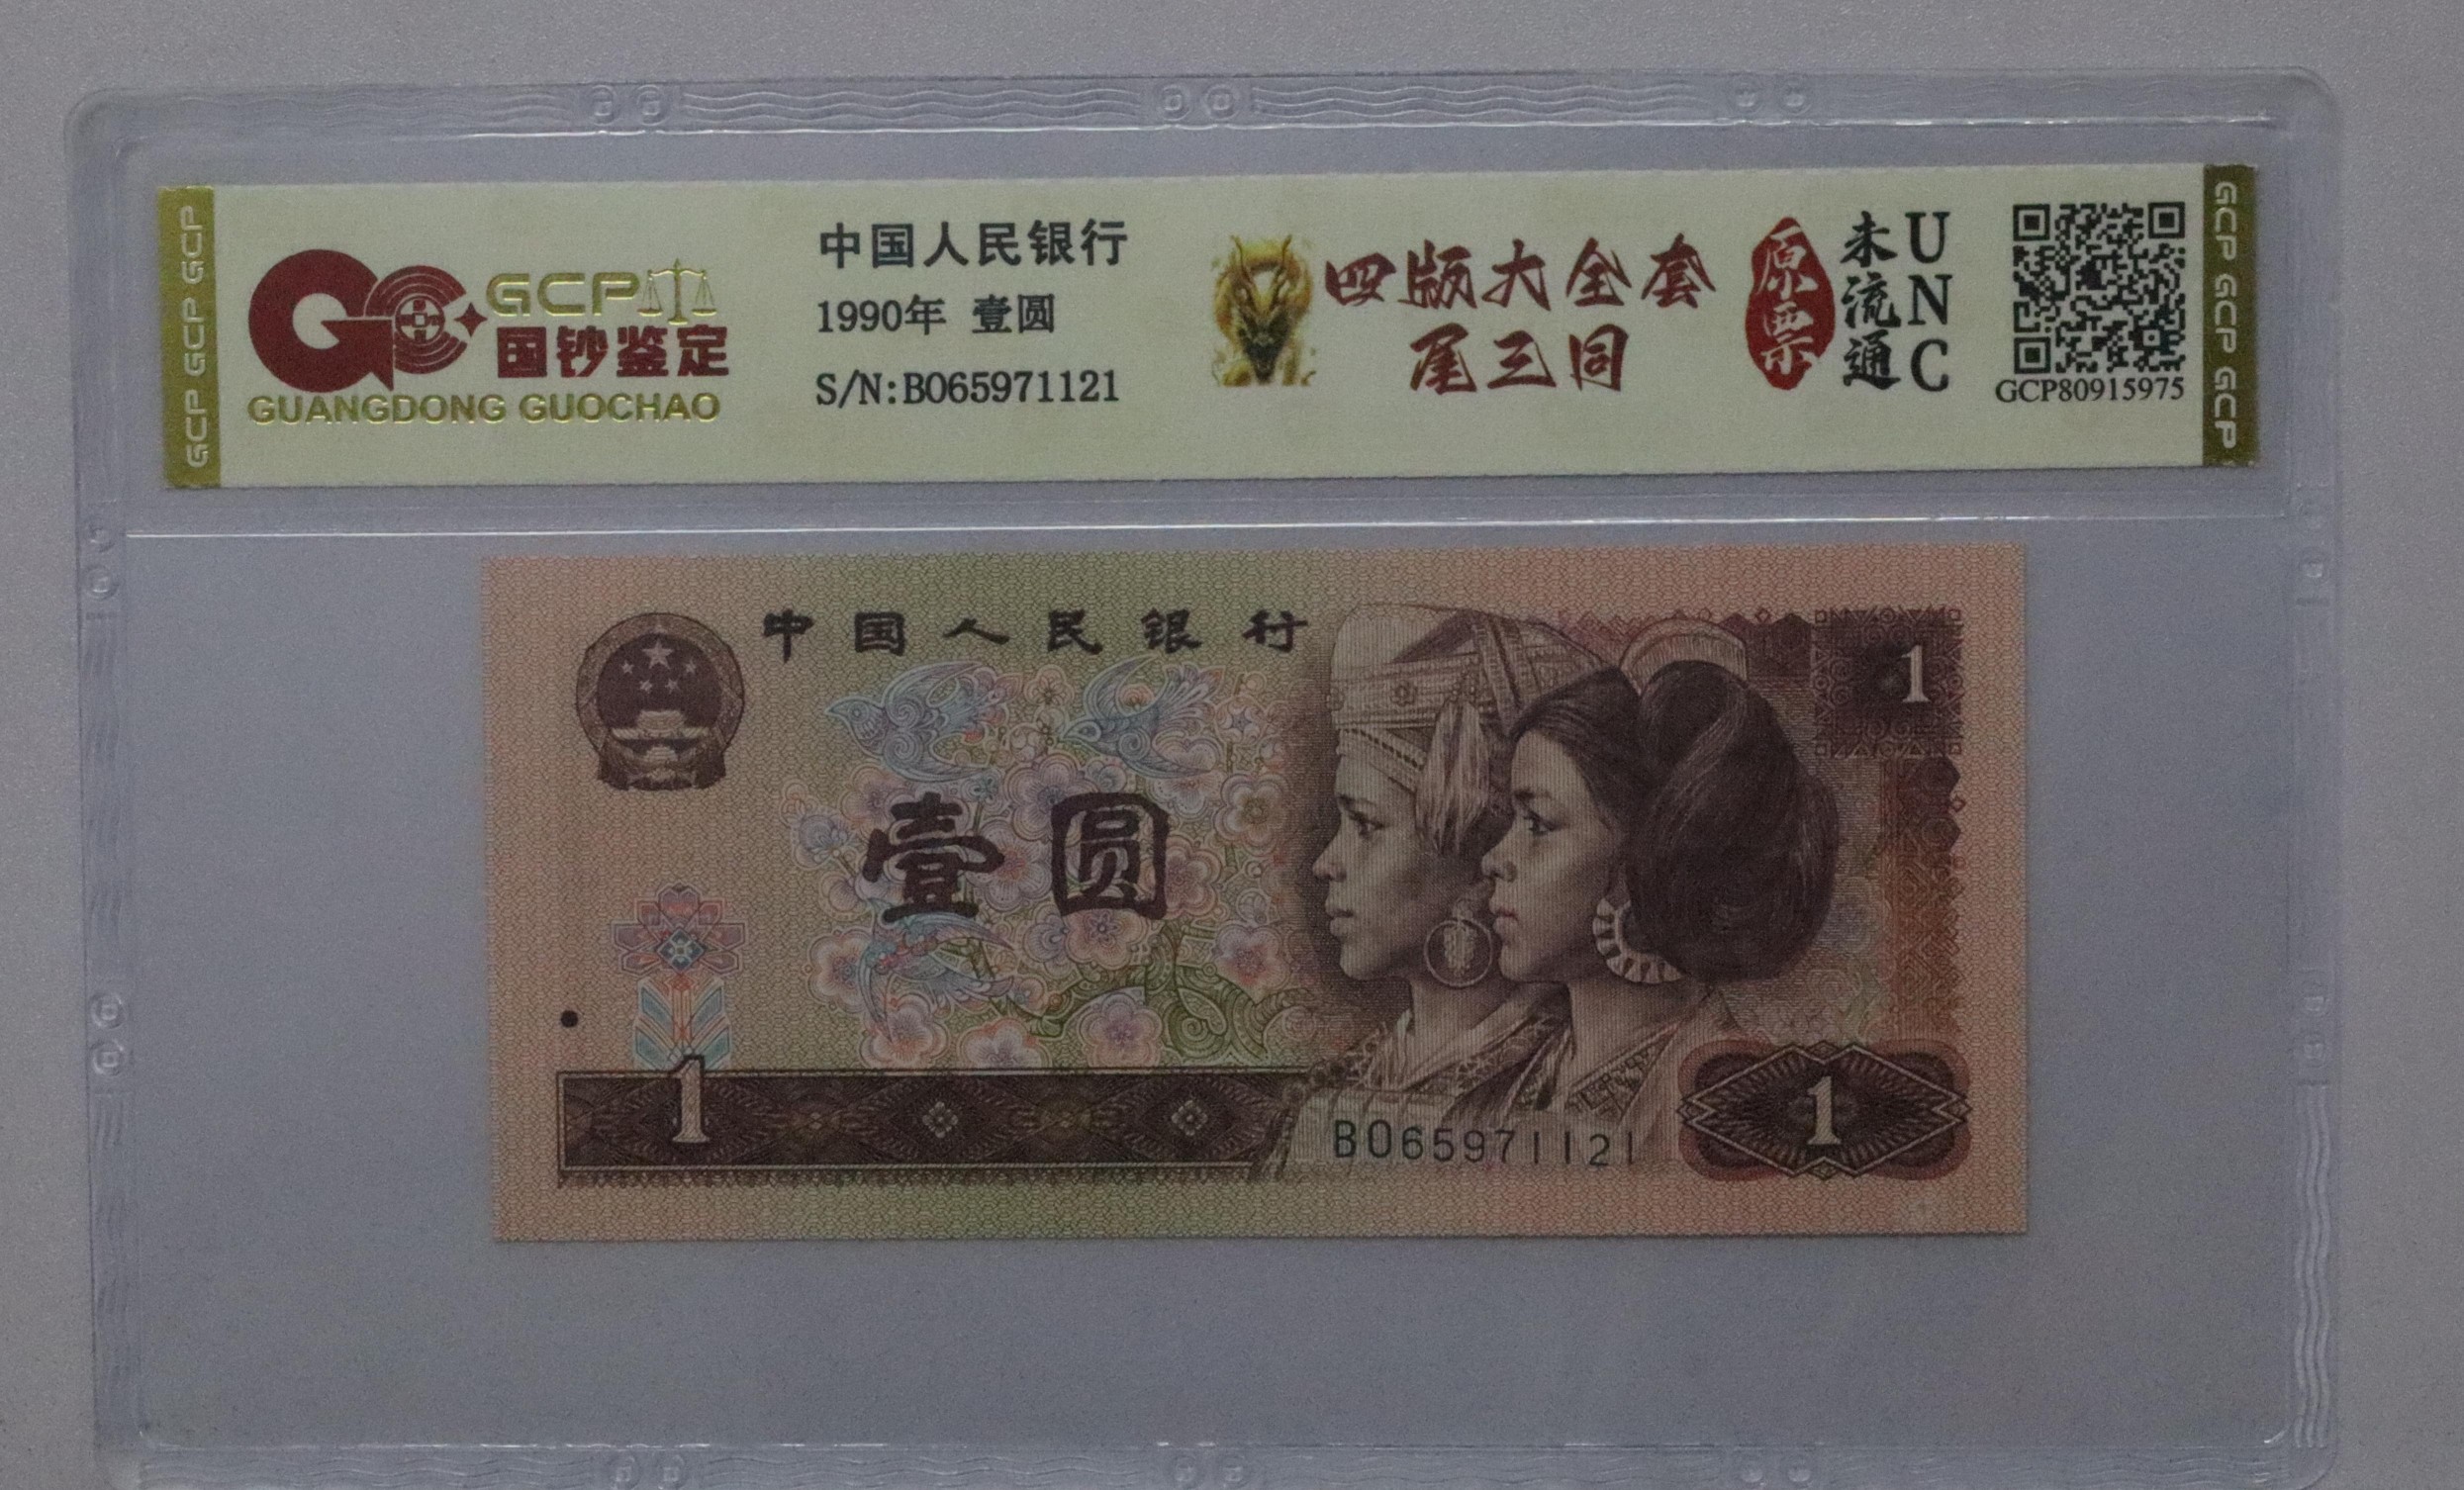 GCP GCP GCP
GCP
国钞鉴定
GUANGDONG GUOCHAO
中国人民银行
1990年 壹圆
S/N:BO65971121
四版大全套
尾三同
原票
未流通
UNC
GCP80915975
GCP GCP GCP
中国人民银行
1
壹圆
1
BO65971121
1